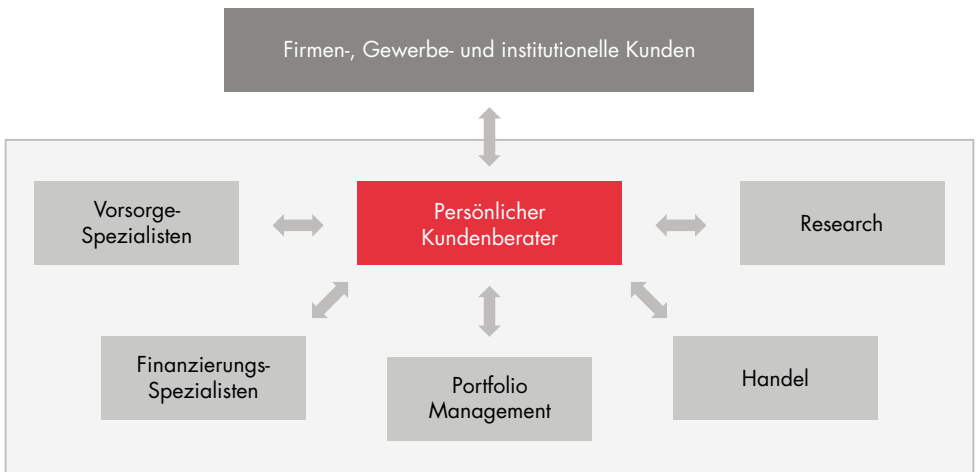 Firmen-, Gewerbe- und institutionelle Kunden
Vorsorge-
Spezialisten
Persönlicher
Kundenberater
Research
Finanzierungs-
Spezialisten
Portfolio
Management
Handel